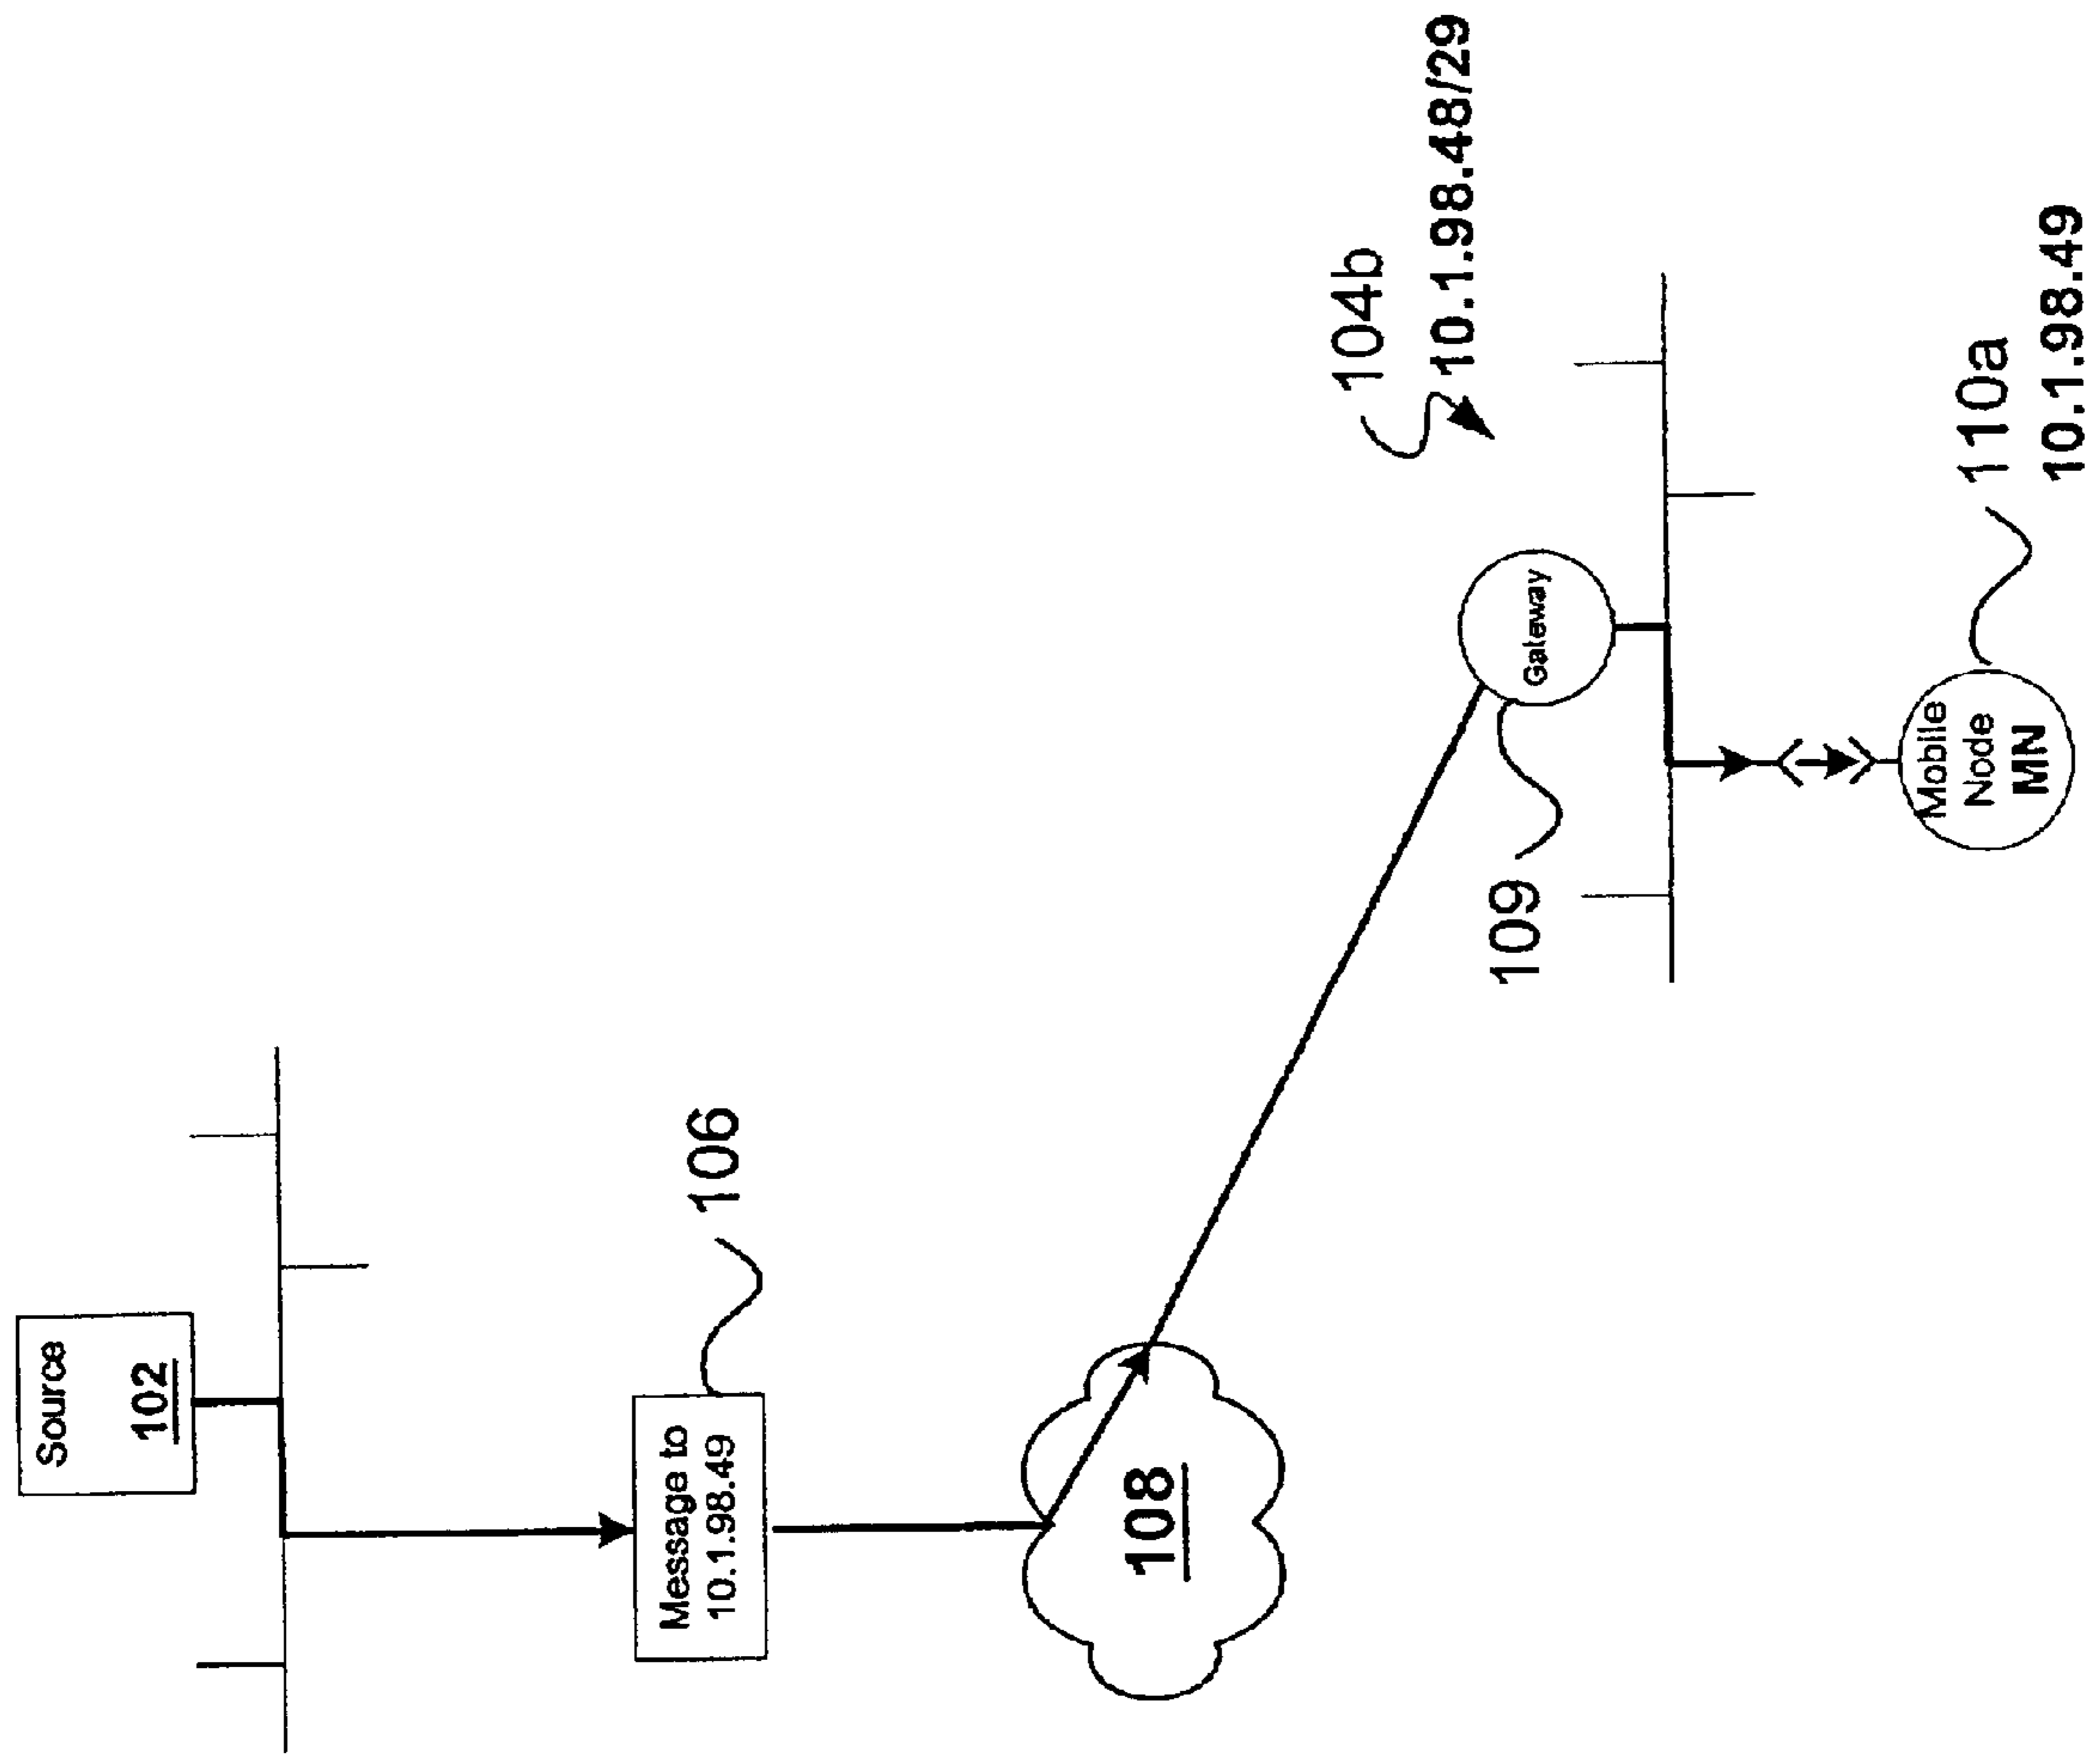 Source
102
Message to
10.1.98.49
106
108
109
Gateway
104b
10.1.98.48/29
Mobile
Node
MN
110a
10.1.98.49